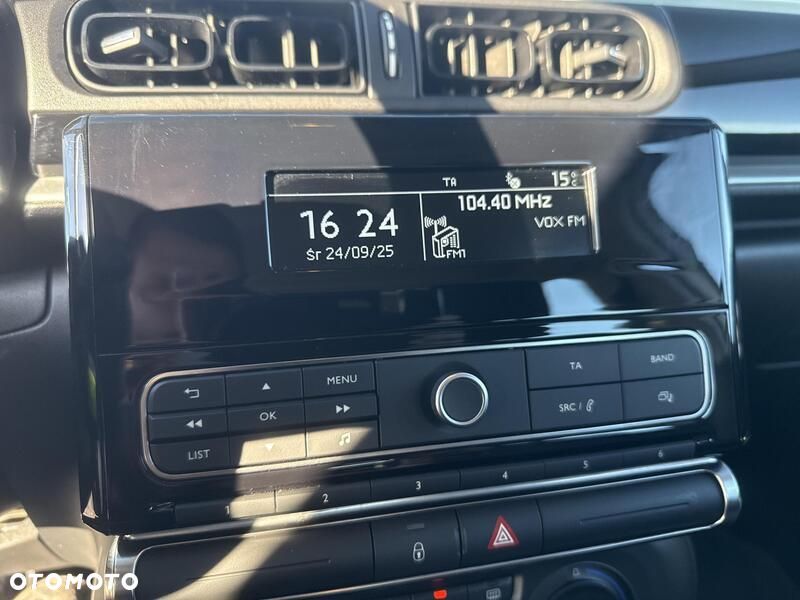 TA 15°C
16 24
Śr 24/09/25
104.40 MHz
VOX FM
FM1
MENU
OK
LIST
TA
BAND
SRC /
1 2 3 4 5 6
OTOMOTO